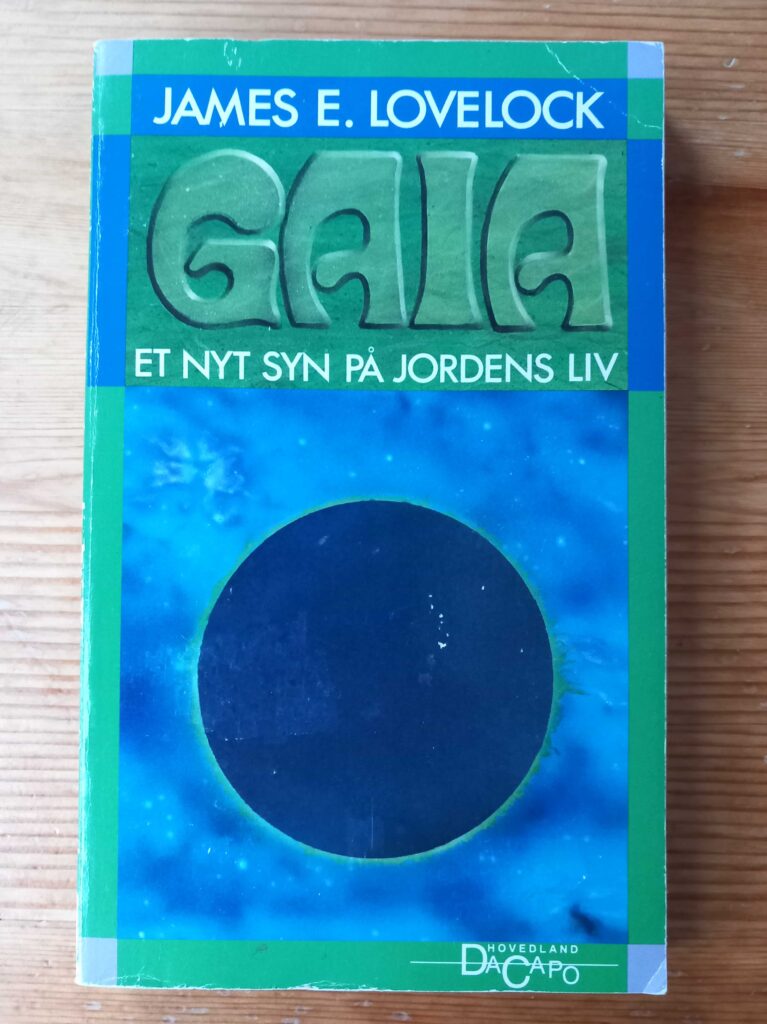 JAMES E. LOVELOCK
GAIA
ET NYT SYN PÅ JORDENS LIV
HOVEDLAND
DACAPO